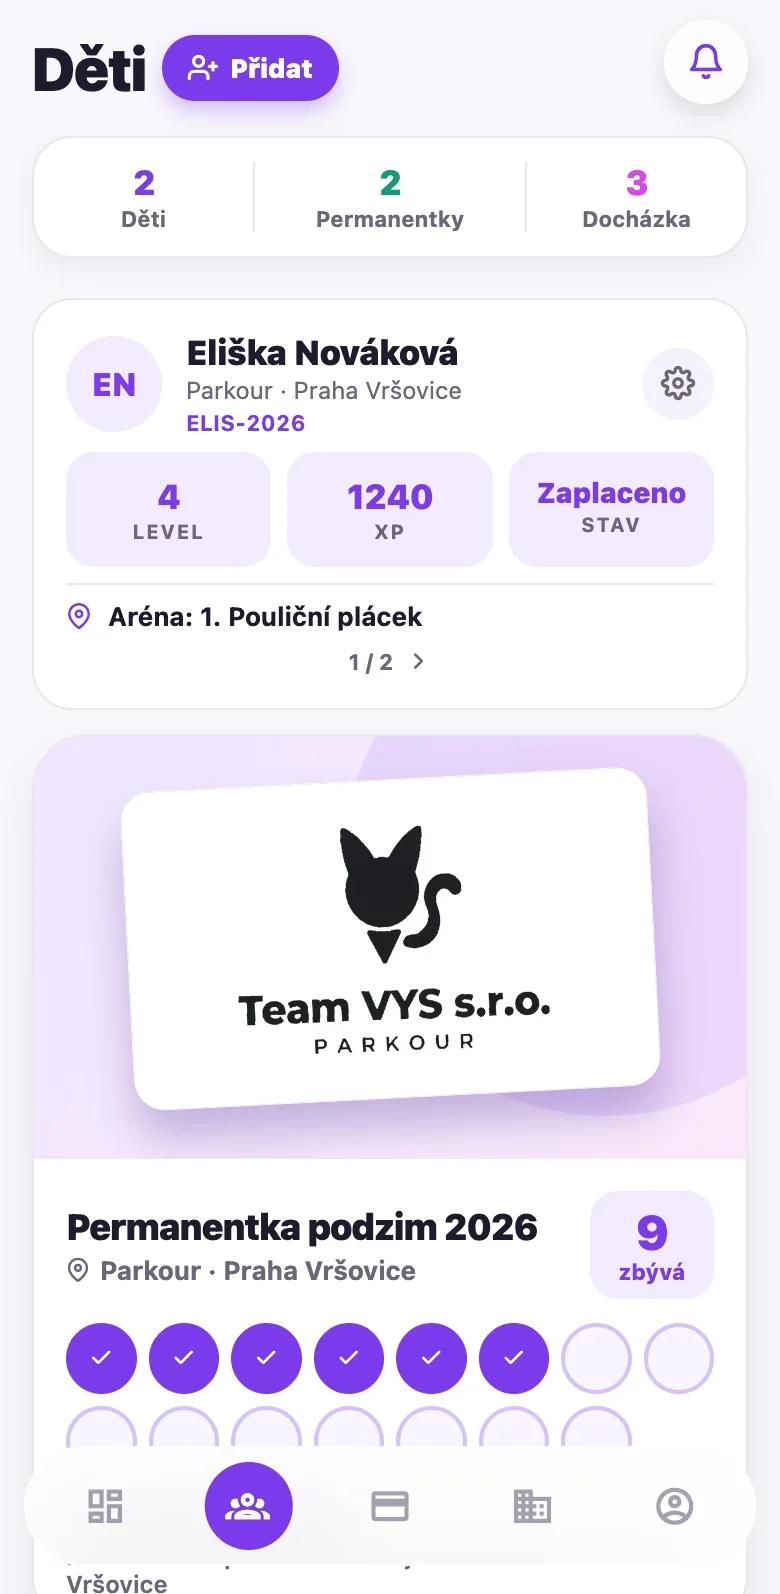 Děti
Přidat
2
Děti
2
Permanentky
3
Docházka
EN
Eliška Nováková
Parkour · Praha Vršovice
ELIS-2026
4
LEVEL
1240
XP
Zaplaceno
STAV
Aréna: 1. Pouliční plácek
1 / 2
Team VYS s.r.o.
PARKOUR
Permanentka podzim 2026
Parkour · Praha Vršovice
9
zbývá
Vršovice